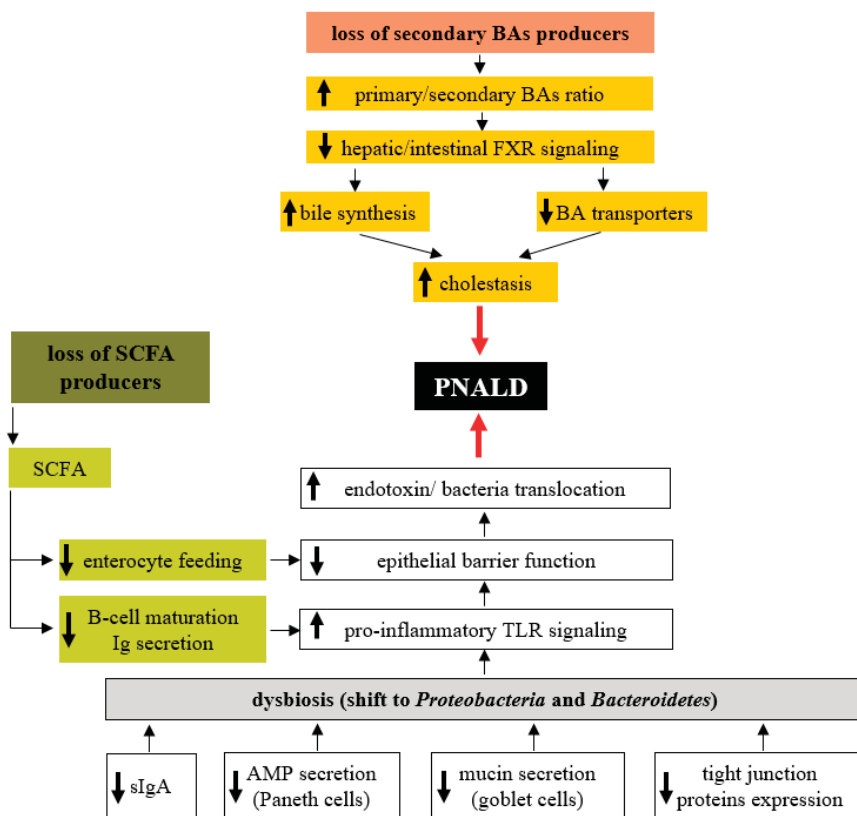 loss of secondary BAs producers
primary/secondary BAs ratio
hepatic/intestinal FXR signaling
bile synthesis
BA transporters
cholestasis
loss of SCFA
producers
PNALD
SCFA
endotoxin/ bacteria translocation
enterocyte feeding
epithelial barrier function
B-cell maturation
Ig secretion
pro-inflammatory TLR signaling
dysbiosis (shift to Proteobacteria and Bacteroidetes)
sIgA
AMP secretion
(Paneth cells)
mucin secretion
(goblet cells)
tight junction
proteins expression